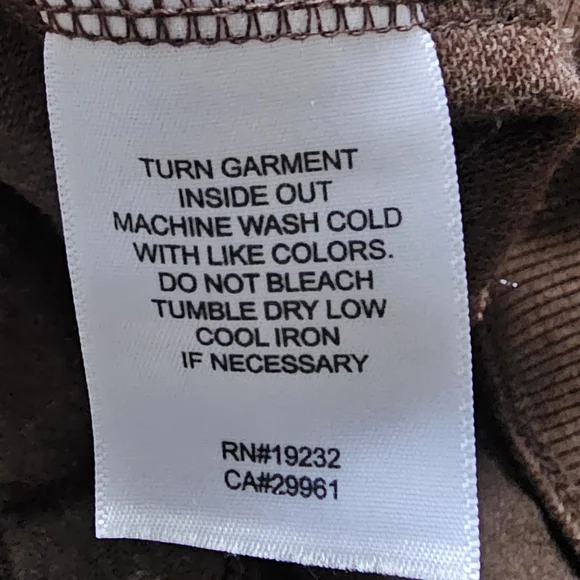 TURN GARMENT
INSIDE OUT
MACHINE WASH COLD
WITH LIKE COLORS.
DO NOT BLEACH
TUMBLE DRY LOW
COOL IRON
IF NECESSARY
RN#19232
CA#29961